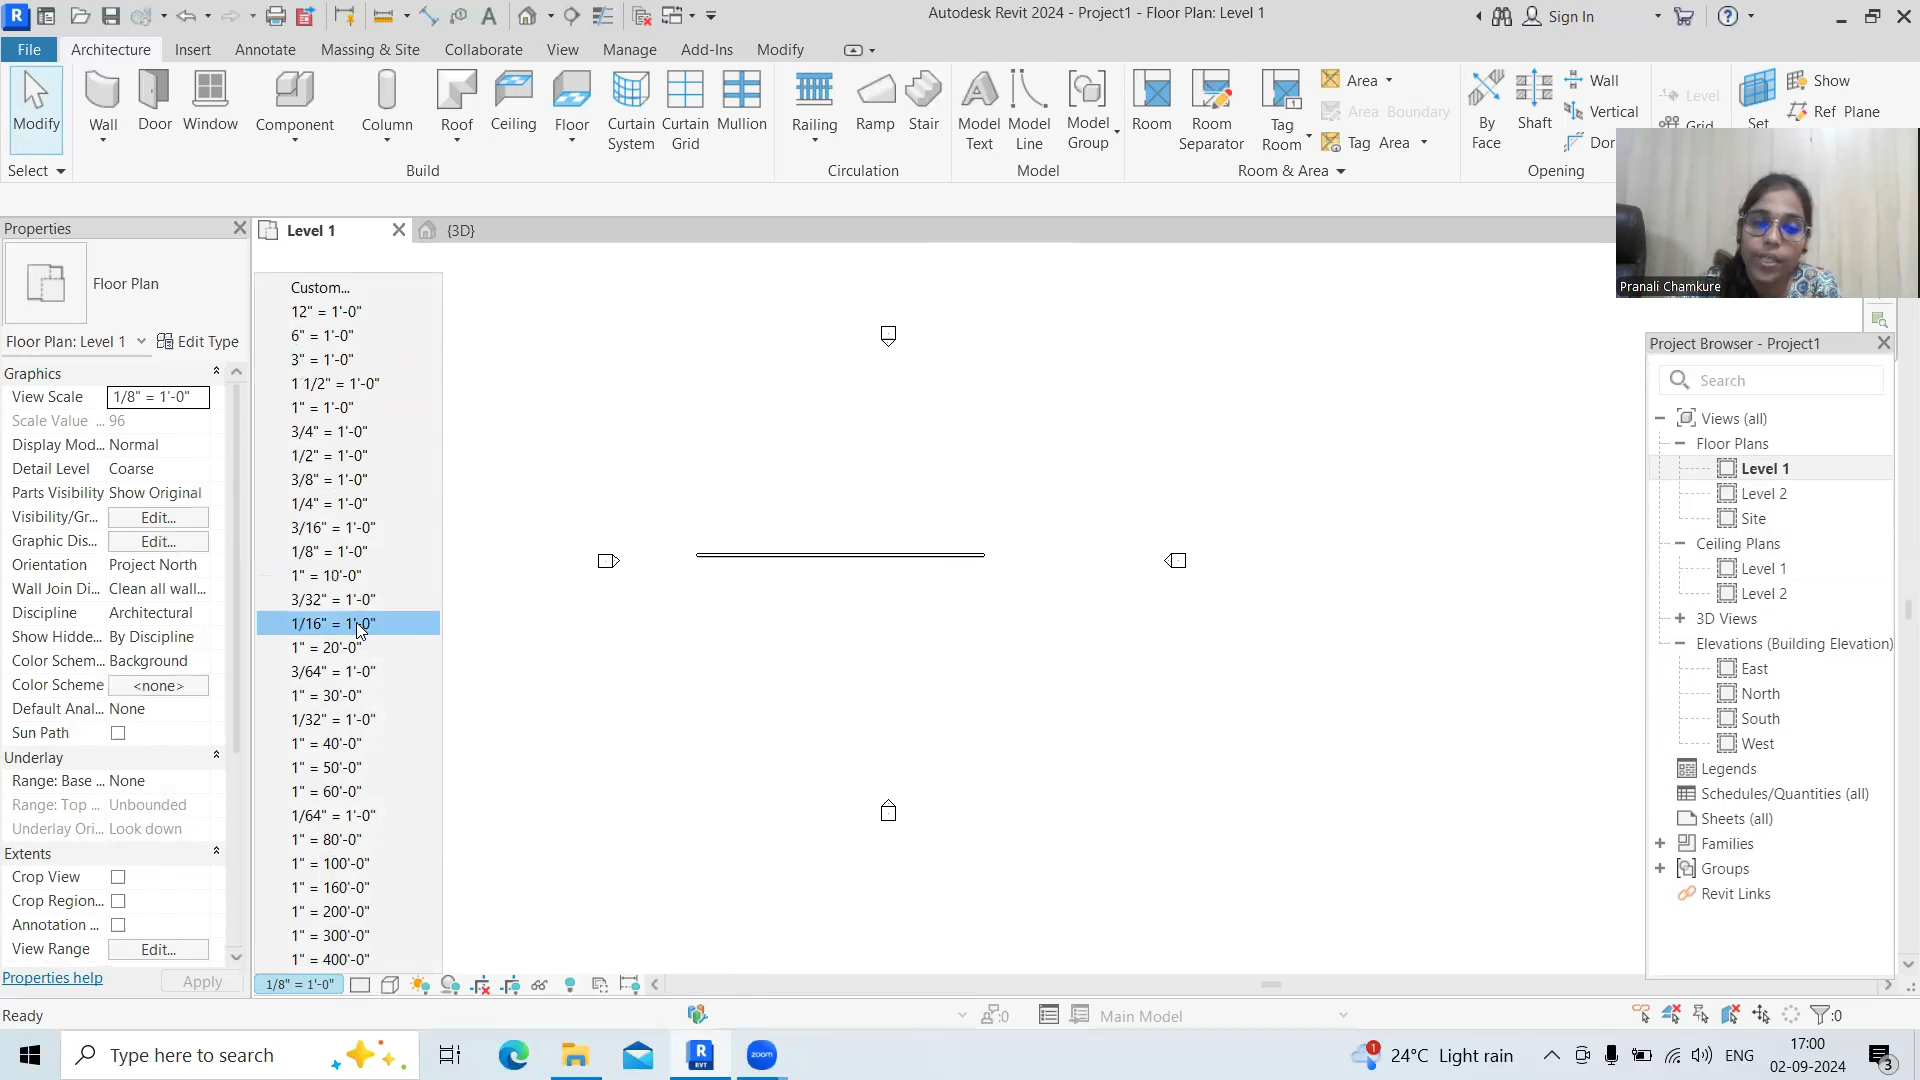 Autodesk Revit 2024 - Project1 - Floor Plan: Level 1
Sign In
File
Architecture
Insert
Annotate
Massing & Site
Collaborate
View
Manage
Add-Ins
Modify
Modify
Wall
Door
Window
Component
Column
Roof
Ceiling
Floor
Curtain System
Curtain Grid
Mullion
Railing
Ramp
Stair
Model Text
Model Line
Model Group
Room
Room Separator
Tag Room
Area
Area Boundary
Tag Area
By Face
Shaft
Wall
Vertical
Dor
Level
Grid
Set
Show
Ref Plane
Select
Build
Circulation
Model
Room & Area
Opening
Pranali Chamkure
Properties
Floor Plan
Floor Plan: Level 1
Edit Type
Graphics
View Scale 1/8" = 1'-0"
Scale Value ... 96
Display Mod... Normal
Detail Level Coarse
Parts Visibility Show Original
Visibility/Gr... Edit...
Graphic Dis... Edit...
Orientation Project North
Wall Join Di... Clean all wall...
Discipline Architectural
Show Hidde... By Discipline
Color Schem... Background
Color Scheme <none>
Default Anal... None
Sun Path
Underlay
Range: Base ... None
Range: Top ... Unbounded
Underlay Ori... Look down
Extents
Crop View
Crop Region...
Annotation ...
View Range Edit...
Properties help
Apply
Level 1
{3D}
Custom...
12" = 1'-0"
6" = 1'-0"
3" = 1'-0"
1 1/2" = 1'-0"
1" = 1'-0"
3/4" = 1'-0"
1/2" = 1'-0"
3/8" = 1'-0"
1/4" = 1'-0"
3/16" = 1'-0"
1/8" = 1'-0"
1" = 10'-0"
3/32" = 1'-0"
1/16" = 1'-0"
1" = 20'-0"
3/64" = 1'-0"
1" = 30'-0"
1/32" = 1'-0"
1" = 40'-0"
1" = 50'-0"
1" = 60'-0"
1/64" = 1'-0"
1" = 80'-0"
1" = 100'-0"
1" = 160'-0"
1" = 200'-0"
1" = 300'-0"
1" = 400'-0"
1/8" = 1'-0"
Project Browser - Project1
Search
Views (all)
Floor Plans
Level 1
Level 2
Site
Ceiling Plans
Level 1
Level 2
3D Views
Elevations (Building Elevation)
East
North
South
West
Legends
Schedules/Quantities (all)
Sheets (all)
Families
Groups
Revit Links
Ready
:0
Main Model
:0
Type here to search
R
RVT
zoom
1
24°C Light rain
ENG
17:00
02-09-2024
3